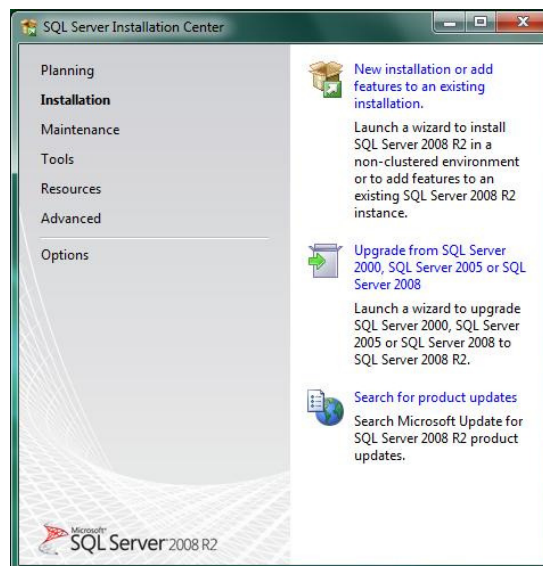 SQL Server Installation Center
Planning
Installation
Maintenance
Tools
Resources
Advanced
Options
New installation or add
features to an existing
installation.
Launch a wizard to install
SQL Server 2008 R2 in a
non-clustered environment
or to add features to an
existing SQL Server 2008 R2
instance.
Upgrade from SQL Server
2000, SQL Server 2005 or SQL
Server 2008
Launch a wizard to upgrade
SQL Server 2000, SQL Server
2005 or SQL Server 2008 to
SQL Server 2008 R2.
Search for product updates
Search Microsoft Update for
SQL Server 2008 R2 product
updates.
Microsoft®
SQL Server 2008 R2